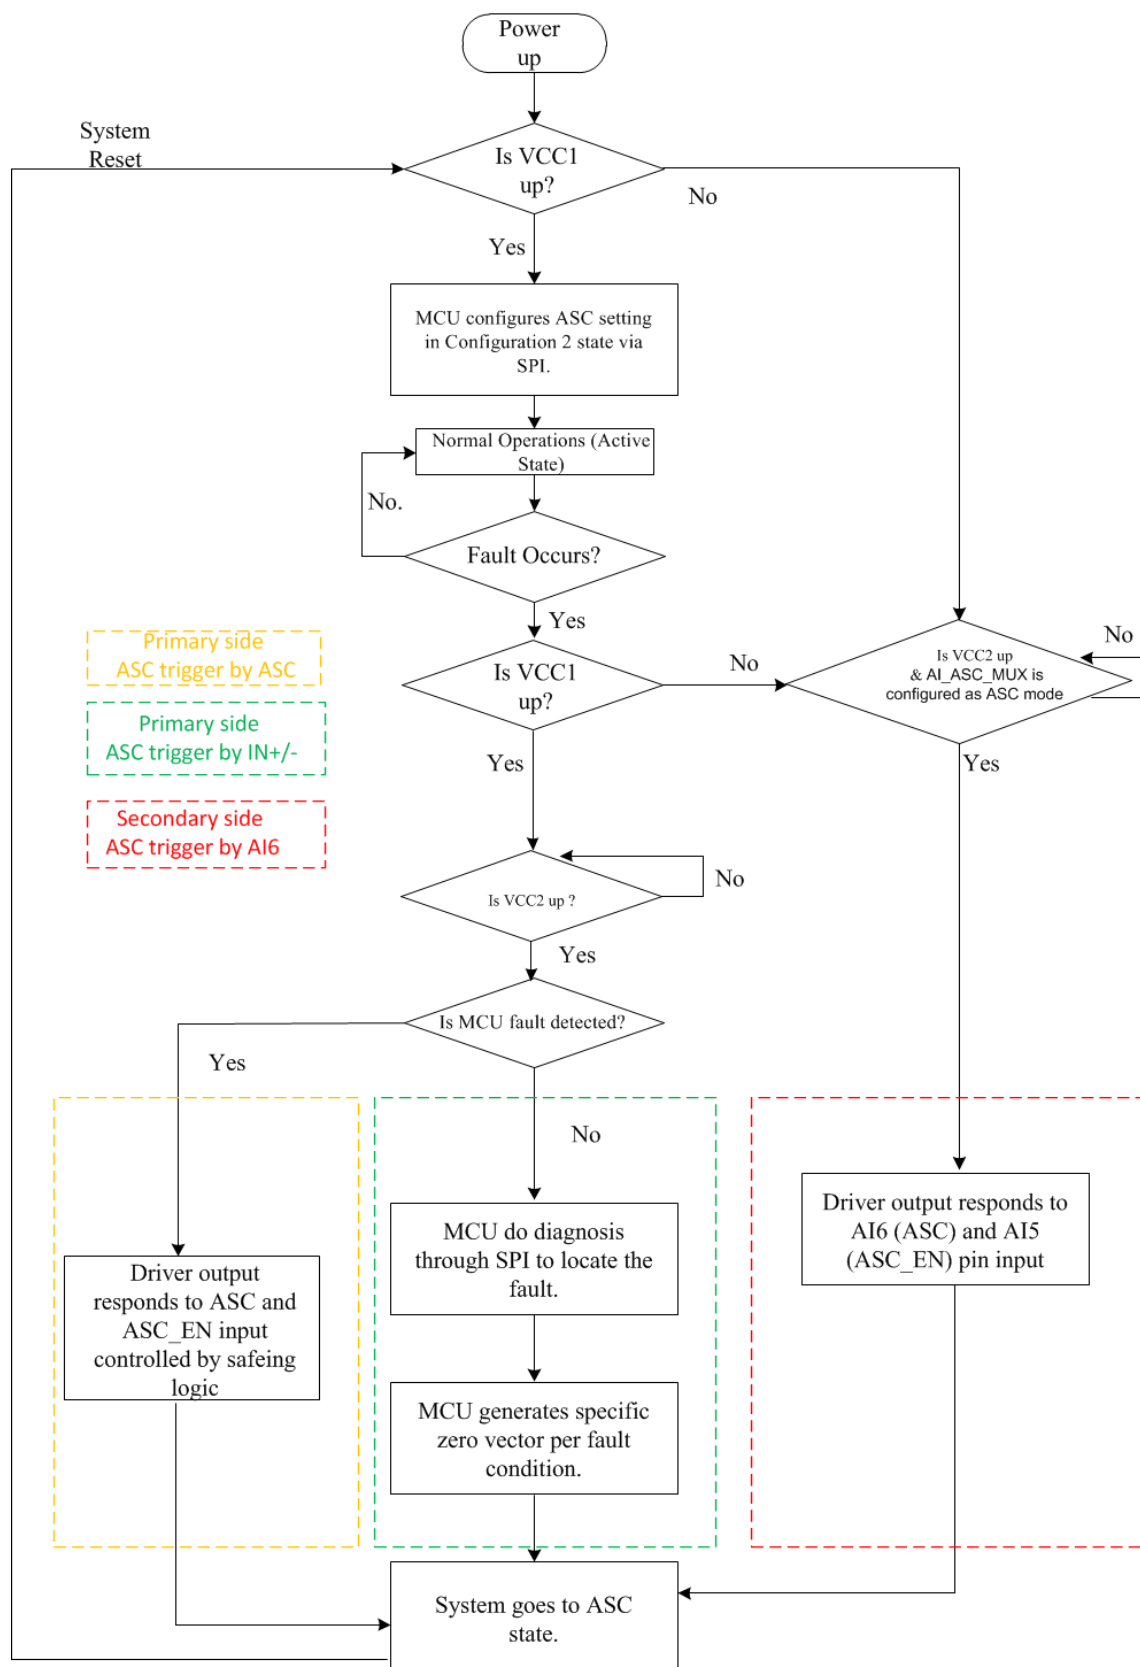 Power
up
System
Reset
Is VCC1
up?
No
Yes
MCU configures ASC setting
in Configuration 2 state via
SPI.
Normal Operations (Active
State)
No.
Fault Occurs?
Yes
Primary side
ASC trigger by ASC
Is VCC1
up?
No
Is VCC2 up
& AI_ASC_MUX is
configured as ASC mode
No
Primary side
ASC trigger by IN+/-
Yes
Yes
Secondary side
ASC trigger by AI6
Is VCC2 up ?
No
Yes
Is MCU fault detected?
Yes
No
Driver output responds to
AI6 (ASC) and AI5
(ASC_EN) pin input
MCU do diagnosis
through SPI to locate the
fault.
Driver output
responds to ASC and
ASC_EN input
controlled by safeing
logic
MCU generates specific
zero vector per fault
condition.
System goes to ASC
state.